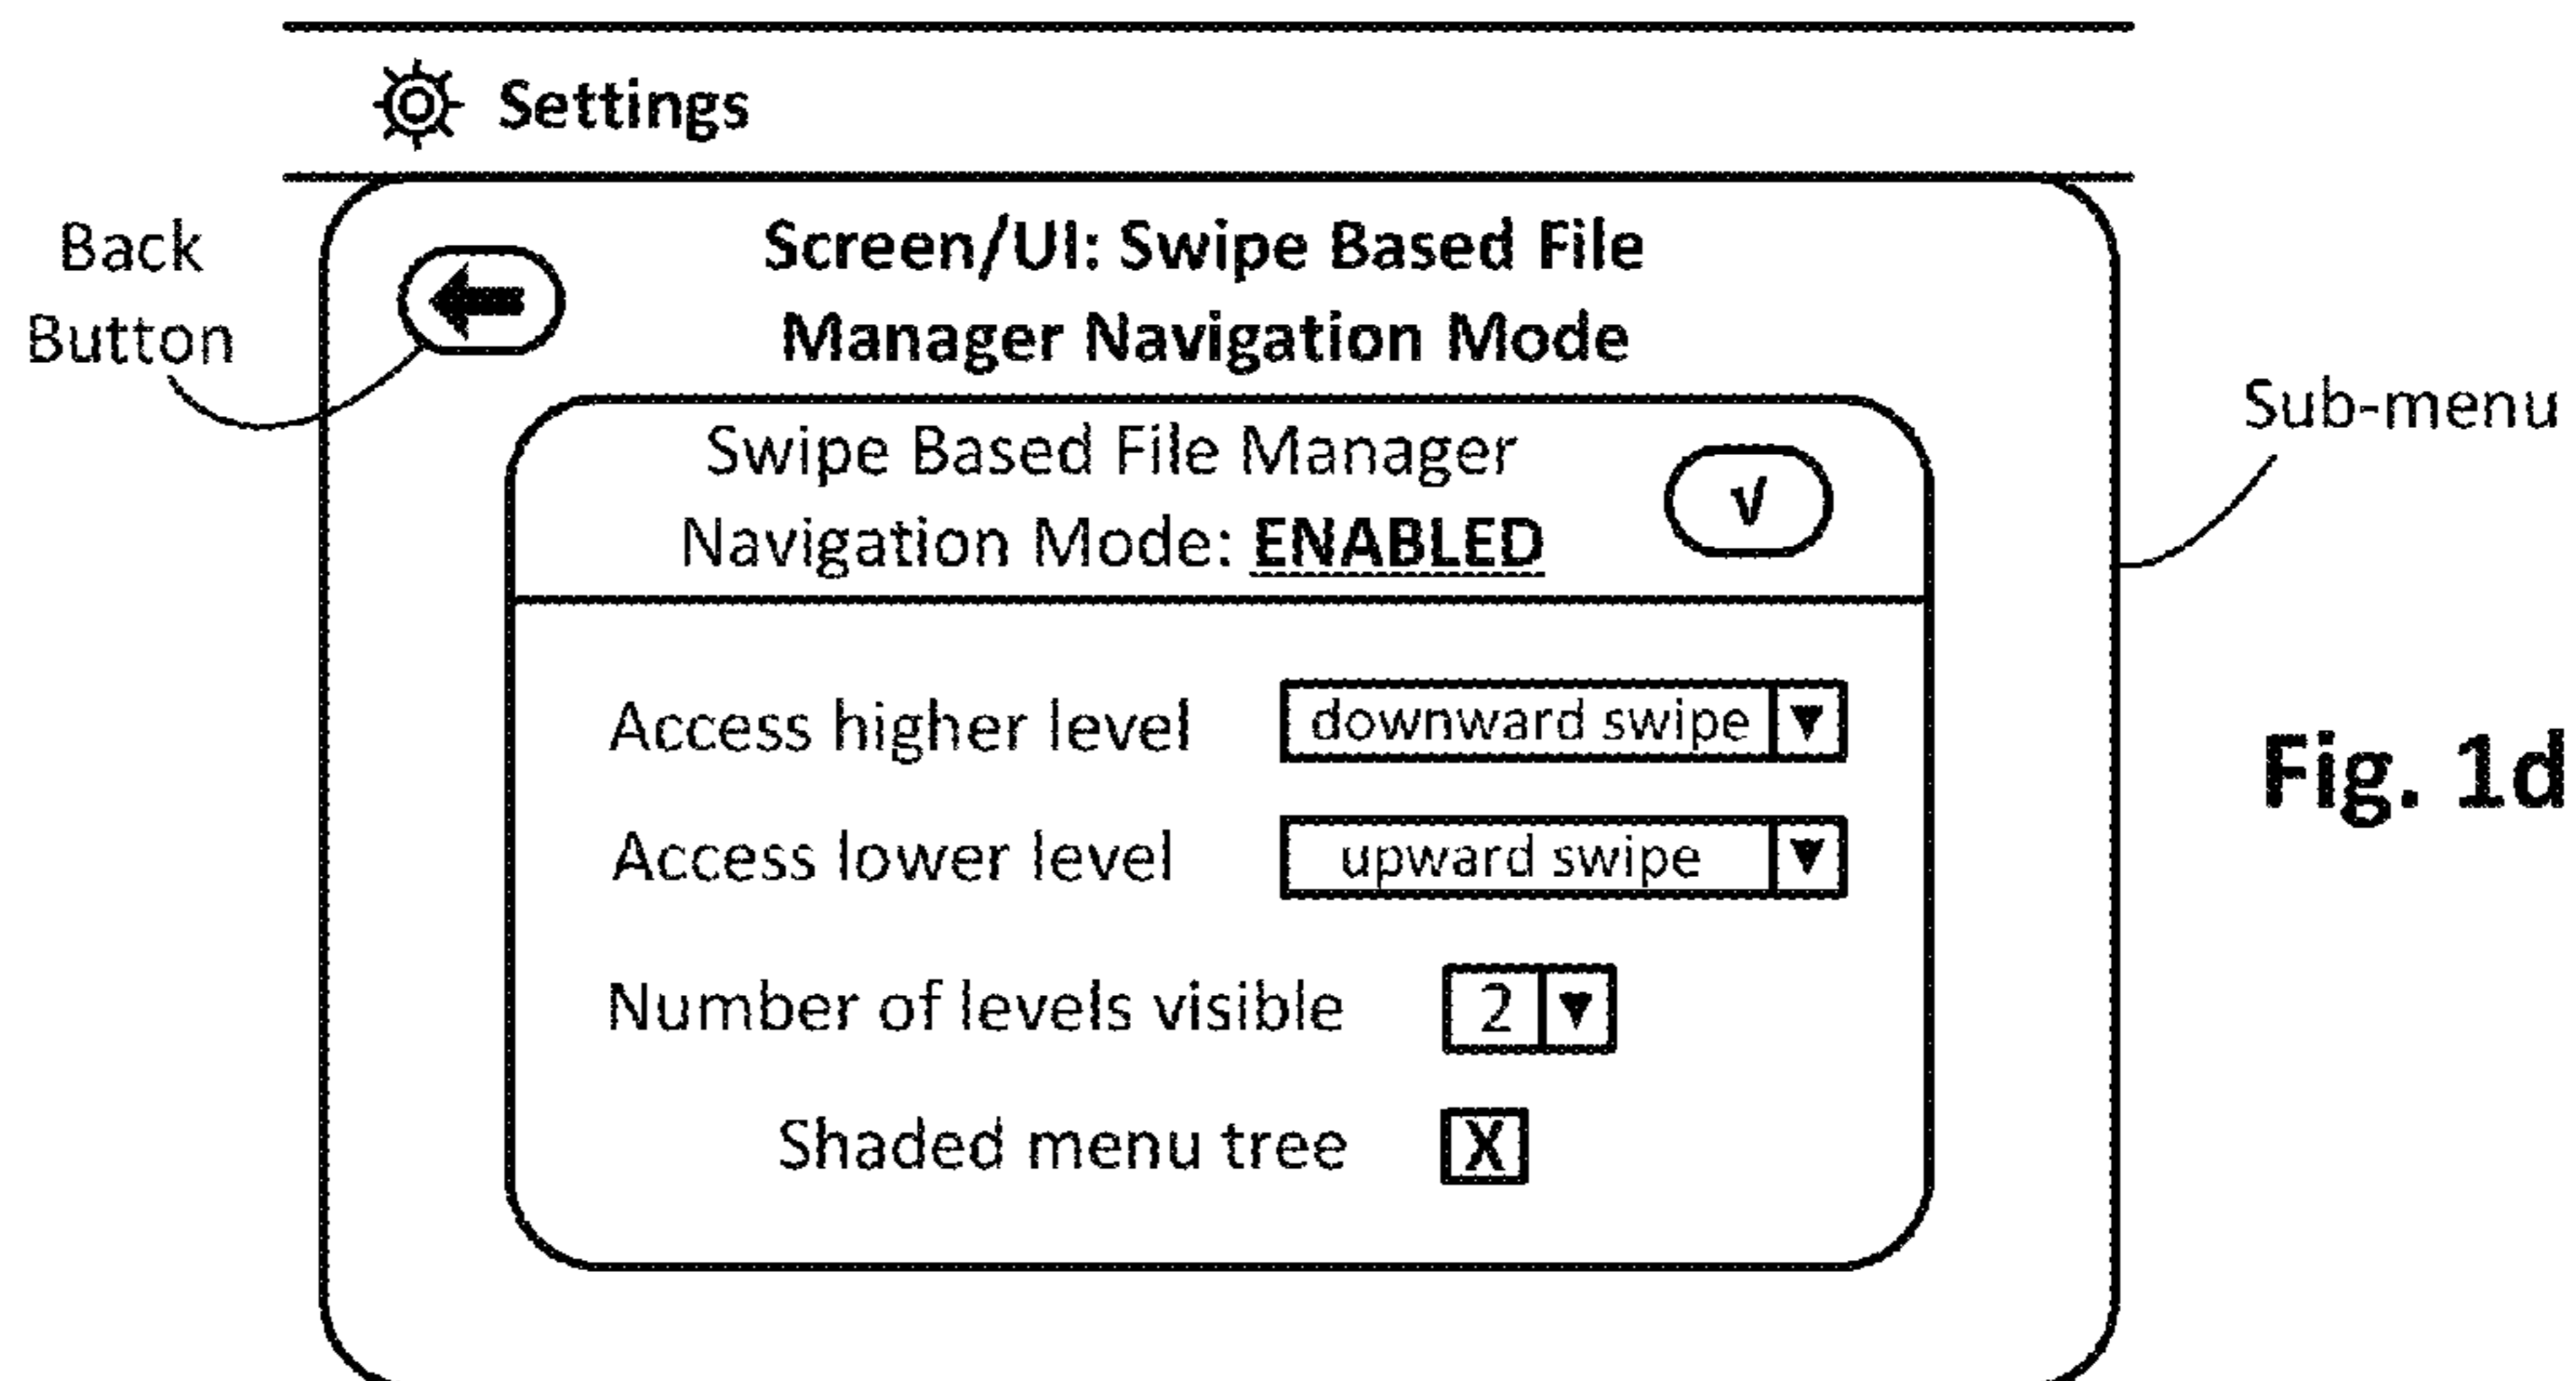 Settings
Back
Button
Screen/UI: Swipe Based File
Manager Navigation Mode
Swipe Based File Manager
Navigation Mode: ENABLED
√
Sub-menu
Access higher level downward swipe ▼
Access lower level upward swipe ▼
Number of levels visible 2 ▼
Shaded menu tree X
Fig. 1d